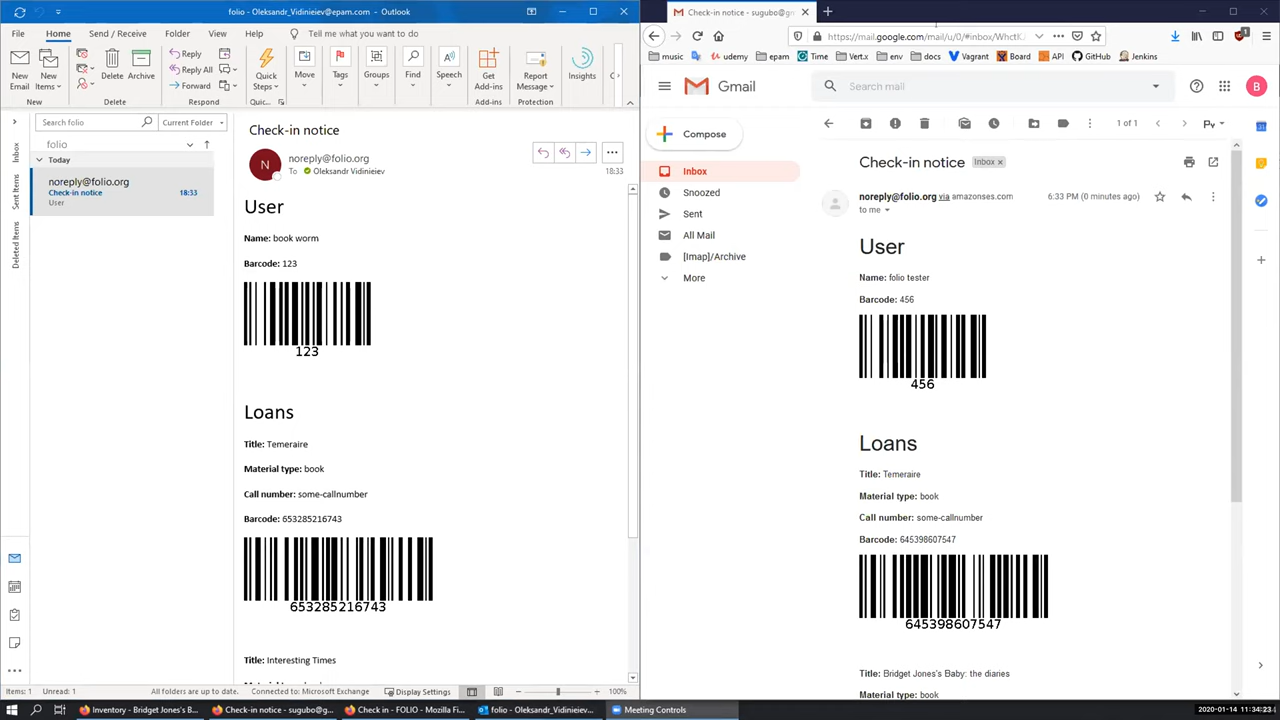 folio - Oleksandr_Vidinieiev@epam.com - Outlook
File Home Send / Receive Folder View Help Tell me what you want to do
New Email New Items Delete Archive Reply Reply All Forward Quick Steps Move Tags Groups Find Speech Get Add-ins Report Message Insights
New Delete Respond Quic... Add-ins Protection
Search folio Current Folder
folio
Today
noreply@folio.org
Check-in notice 18:33
User
Inbox
Sent Items
Deleted Items
Check-in notice
N
noreply@folio.org
To Oleksandr Vidinieiev 18:33
User
Name: book worm
Barcode: 123
123
Loans
Title: Temeraire
Material type: book
Call number: some-callnumber
Barcode: 653285216743
653285216743
Title: Interesting Times
Items: 1 Unread: 1 All folders are up to date. Connected to: Microsoft Exchange Display Settings 100%
Check-in notice - sugubo@gm
https://mail.google.com/mail/u/0/#inbox/WhctK
music udemy epam Time Vert.x env docs Vagrant Board API GitHub Jenkins
Gmail Search mail B
Compose
1 of 1
Inbox
Snoozed
Sent
All Mail
[Imap]/Archive
More
Check-in notice Inbox
noreply@folio.org via amazonses.com 6:33 PM (0 minutes ago)
to me
User
Name: folio tester
Barcode: 456
456
Loans
Title: Temeraire
Material type: book
Call number: some-callnumber
Barcode: 645398607547
645398607547
Title: Bridget Jones's Baby: the diaries
Material type: book
Inventory - Bridget Jones's B... Check-in notice - sugubo@g... Check in - FOLIO - Mozilla Fi... folio - Oleksandr_Vidinieiev... Meeting Controls
2020-01-14 11:34:23